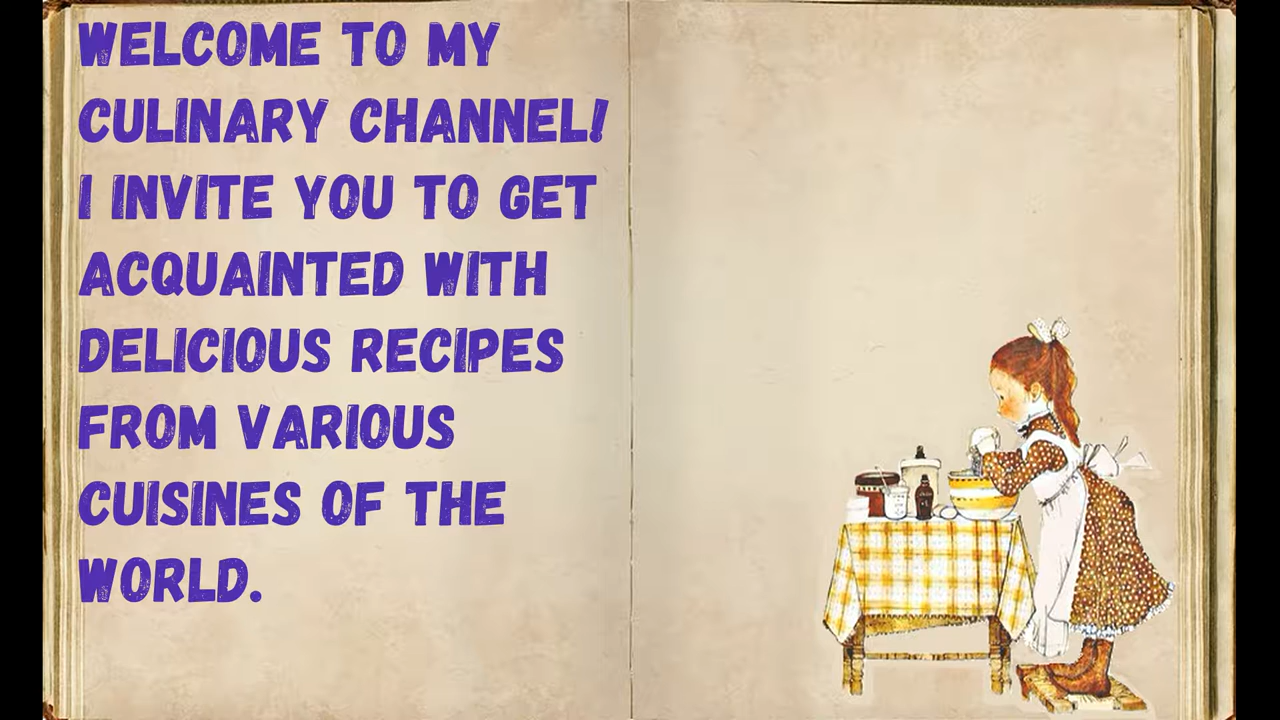 WELCOME TO MY
CULINARY CHANNEL!
I INVITE YOU TO GET
ACQUAINTED WITH
DELICIOUS RECIPES
FROM VARIOUS
CUISINES OF THE
WORLD.